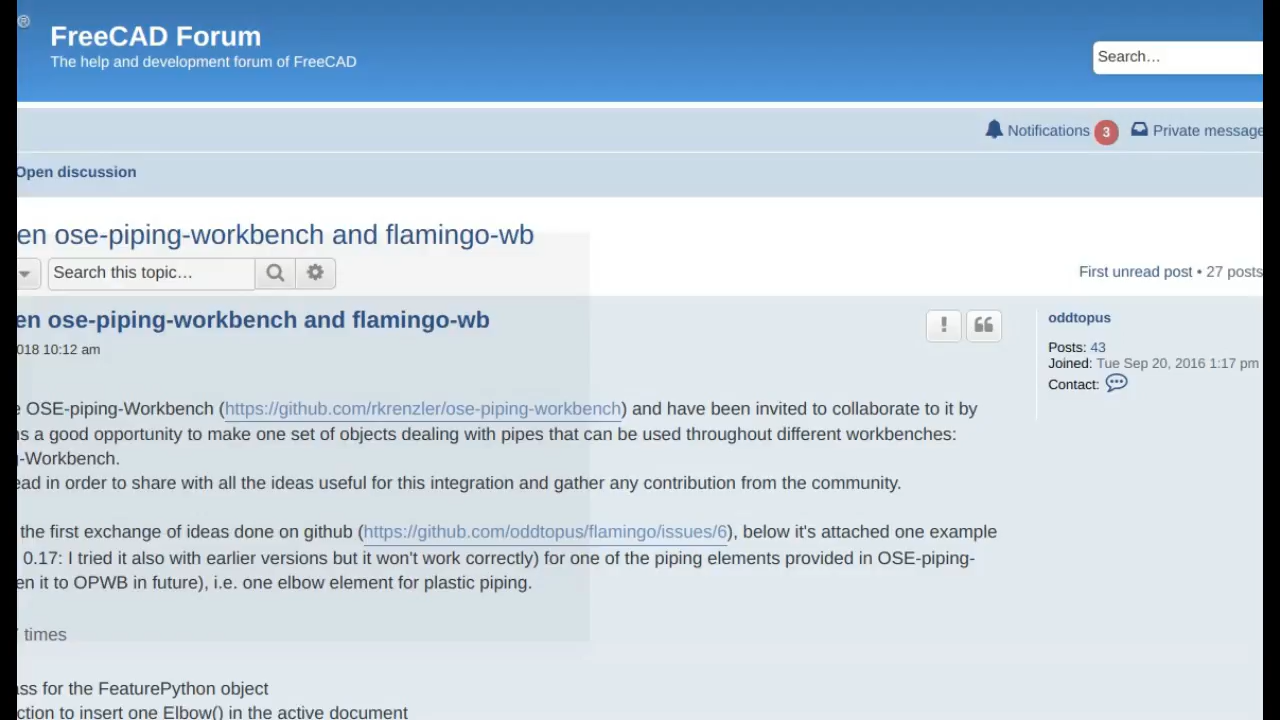 FreeCAD Forum
The help and development forum of FreeCAD
Search…
Notifications 3 Private message
Open discussion
en ose-piping-workbench and flamingo-wb
Search this topic…
First unread post • 27 posts
en ose-piping-workbench and flamingo-wb
018 10:12 am
oddtopus
Posts: 43
Joined: Tue Sep 20, 2016 1:17 pm
Contact:
e OSE-piping-Workbench (https://github.com/rkrenzler/ose-piping-workbench) and have been invited to collaborate to it by
as a good opportunity to make one set of objects dealing with pipes that can be used throughout different workbenches:
g-Workbench.
ead in order to share with all the ideas useful for this integration and gather any contribution from the community.
the first exchange of ideas done on github (https://github.com/oddtopus/flamingo/issues/6), below it's attached one example
0.17: I tried it also with earlier versions but it won't work correctly) for one of the piping elements provided in OSE-piping-
en it to OPWB in future), i.e. one elbow element for plastic piping.
times
ass for the FeaturePython object
ction to insert one Elbow() in the active document